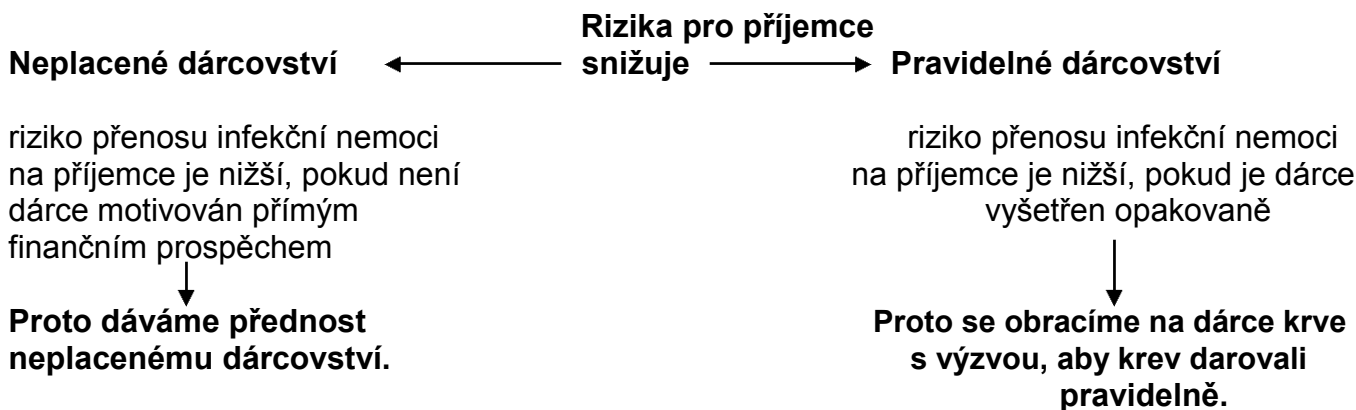 Rizika pro příjemce
snižuje
Neplacené dárcovství
riziko přenosu infekční nemoci
na příjemce je nižší, pokud není
dárce motivován přímým
finančním prospěchem
Proto dáváme přednost
neplacenému dárcovství.
Pravidelné dárcovství
riziko přenosu infekční nemoci
na příjemce je nižší, pokud je dárce
vyšetřen opakovaně
Proto se obracíme na dárce krve
s výzvou, aby krev darovali
pravidelně.